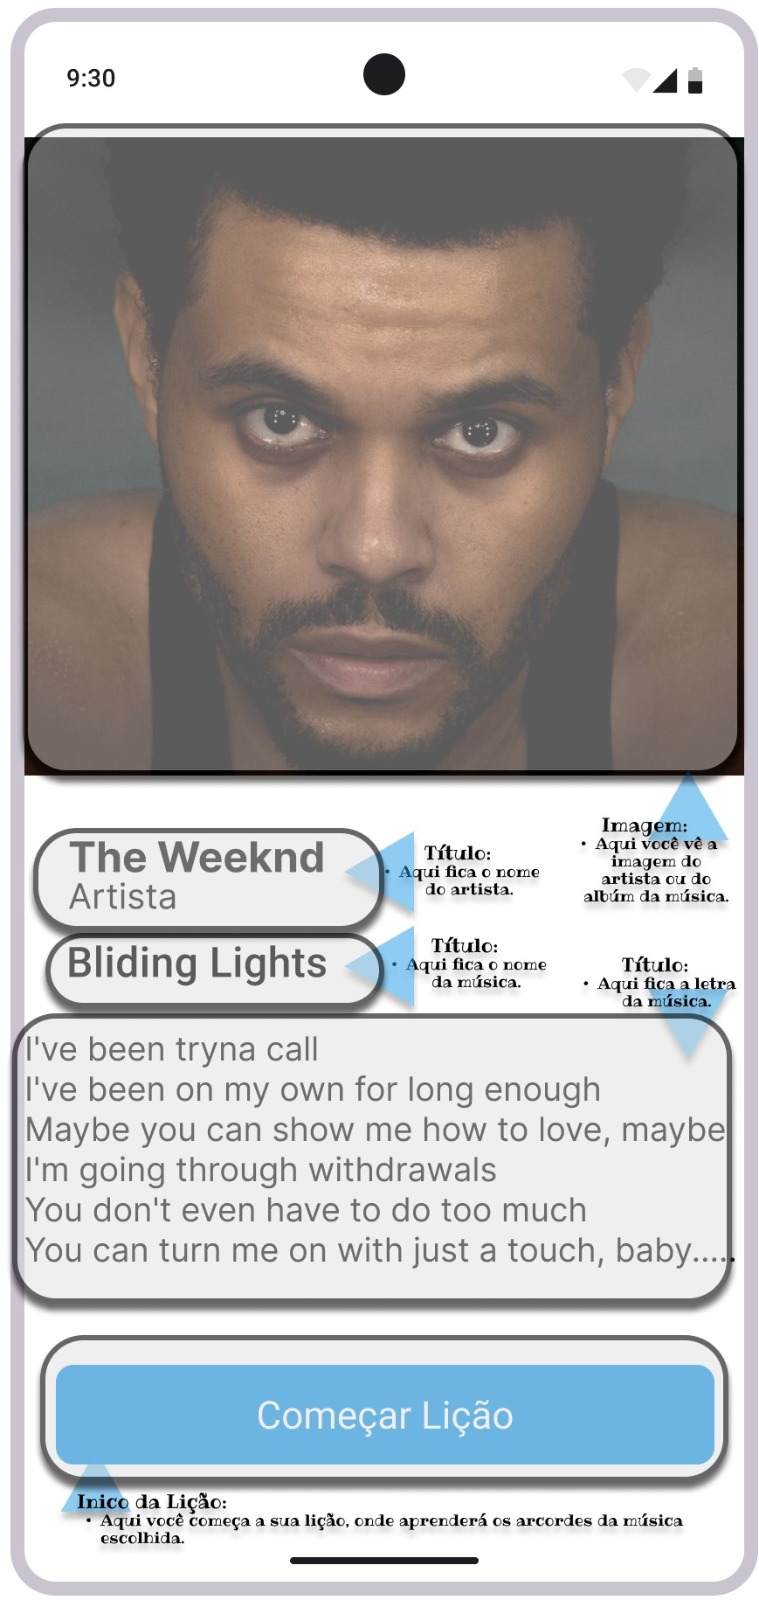 9:30
The Weeknd
Artista
Título:
• Aqui fica o nome
do artista.
Imagem:
• Aqui você vê a
imagem do
artista ou do
albúm da música.
Bliding Lights
Título:
• Aqui fica o nome
da música.
Título:
• Aqui fica a letra
da música.
I've been tryna call
I've been on my own for long enough
Maybe you can show me how to love, maybe
I'm going through withdrawals
You don't even have to do too much
You can turn me on with just a touch, baby.....
Começar Lição
Inico da Lição:
• Aqui você começa a sua lição, onde aprenderá os arcordes da música
escolhida.